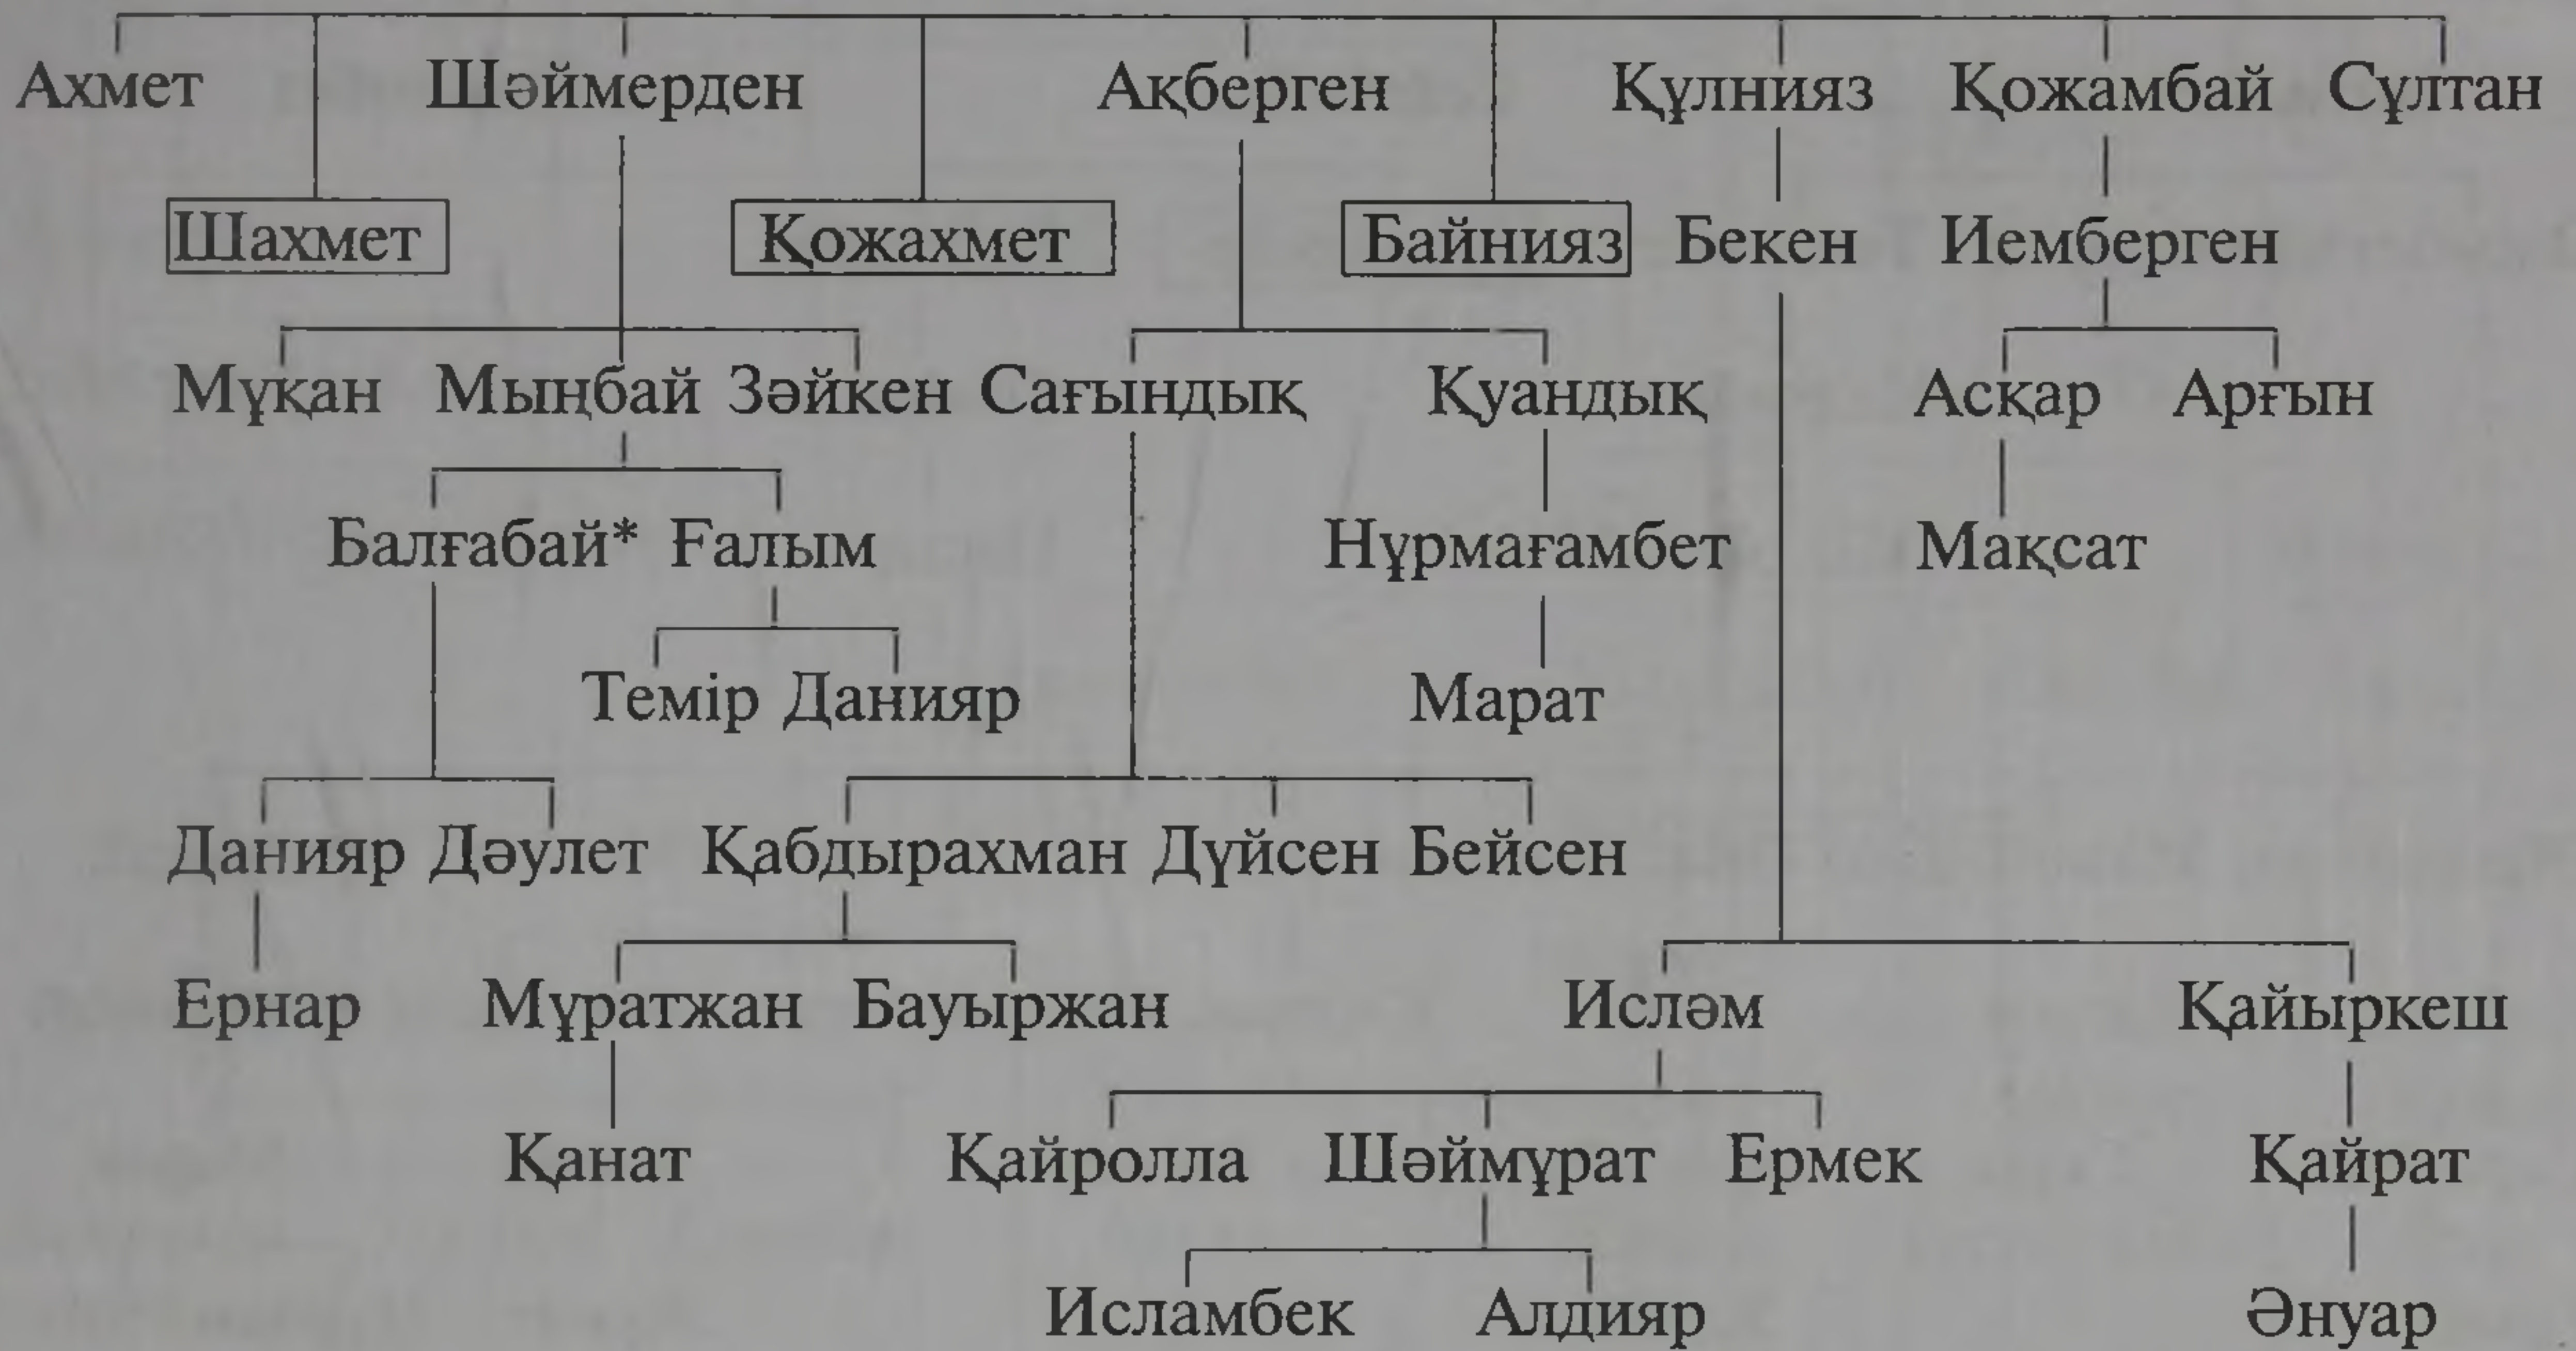 Ахмет Шәймерден Ақберген Құлнияз Қожамбай Сұлтан
Шахмет Қожахмет Байнияз Бекен Иемберген
Мұқан Мыңбай Зәйкен Сағындық Қуандық Асқар Арғын
Балғабай* Ғалым Нұрмағамбет Мақсат
Темір Данияр Марат
Данияр Дәулет Қабдырахман Дүйсен Бейсен
Ернар Мұратжан Бауыржан Исләм Қайыркеш
Қанат Қайролла Шәймұрат Ермек Қайрат
Исламбек Алдияр Әнуар